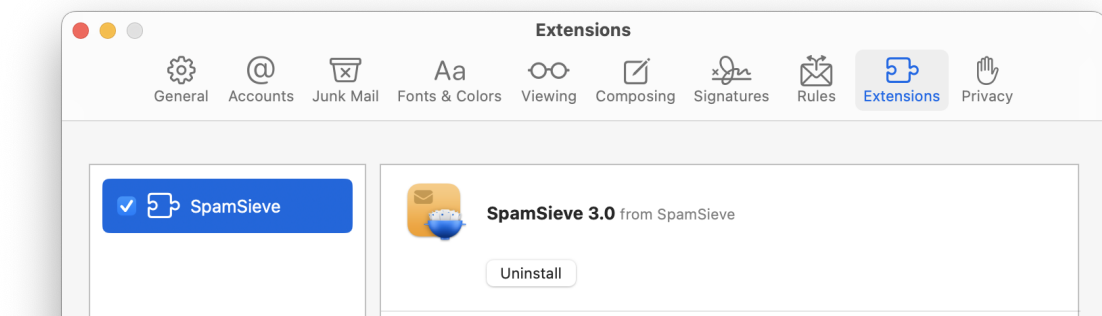 Extensions
General Accounts Junk Mail Fonts & Colors Viewing Composing Signatures Rules Extensions Privacy
SpamSieve
SpamSieve 3.0 from SpamSieve
Uninstall